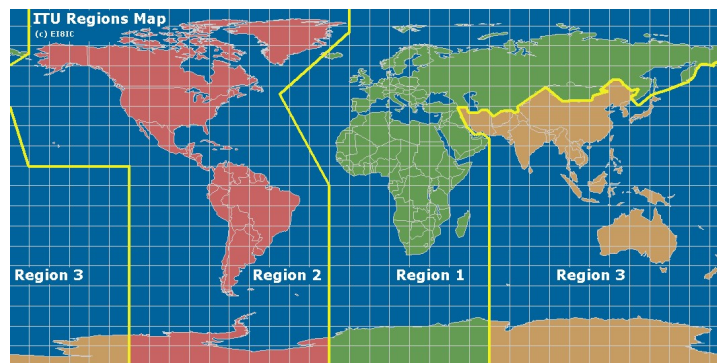 ITU Regions Map
(c) EI8IC
Region 3
Region 2
Region 1
Region 3